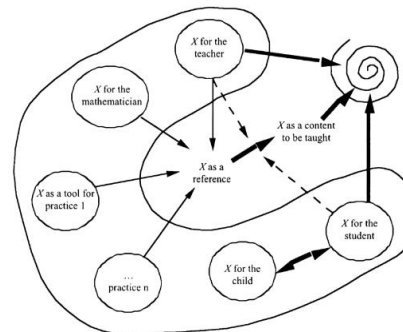 X for the
teacher
X for the
mathematician
X as a content
to be taught
X as a
reference
X as a tool for
practice 1
X for the
student
X for the
child
...
practice n